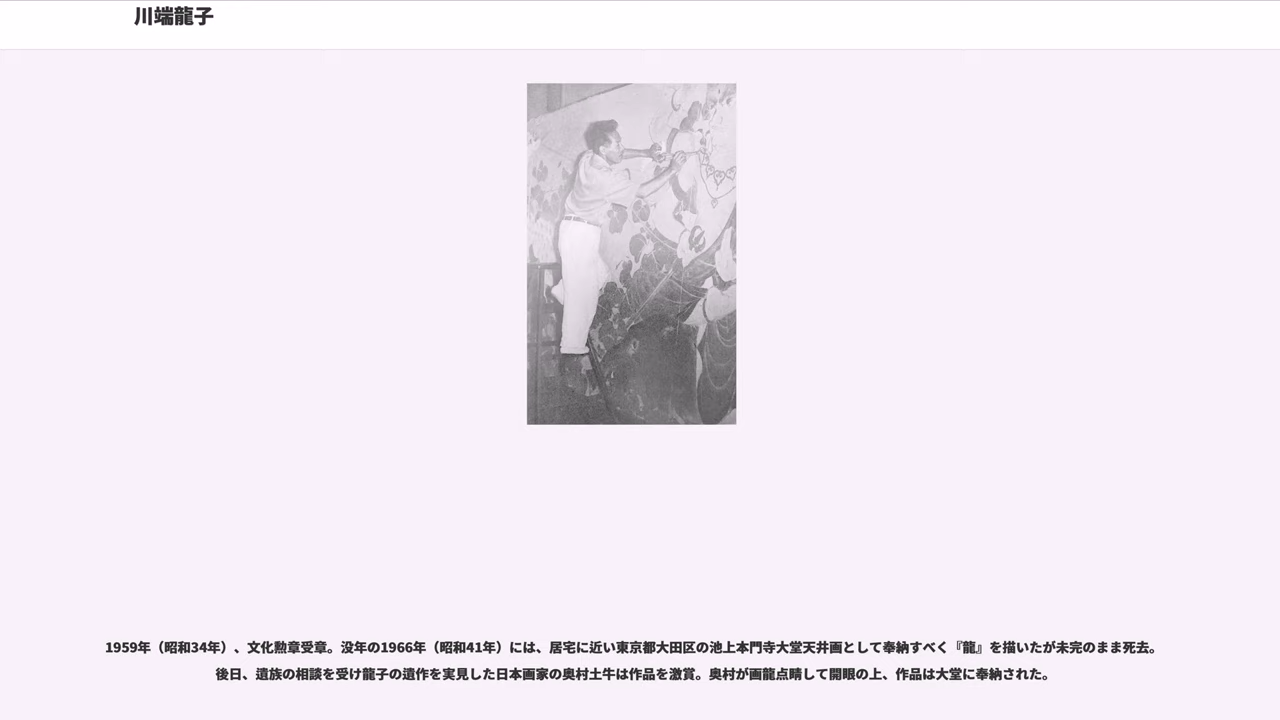 川端龍子
1959年（昭和34年）、文化勲章受章。没年の1966年（昭和41年）には、居宅に近い東京都大田区の池上本門寺大堂天井画として奉納すべく『龍』を描いたが未完のまま死去。
後日、遺族の相談を受け龍子の遺作を実見した日本画家の奥村土牛は作品を激賞。奥村が画龍点睛して開眼の上、作品は大堂に奉納された。